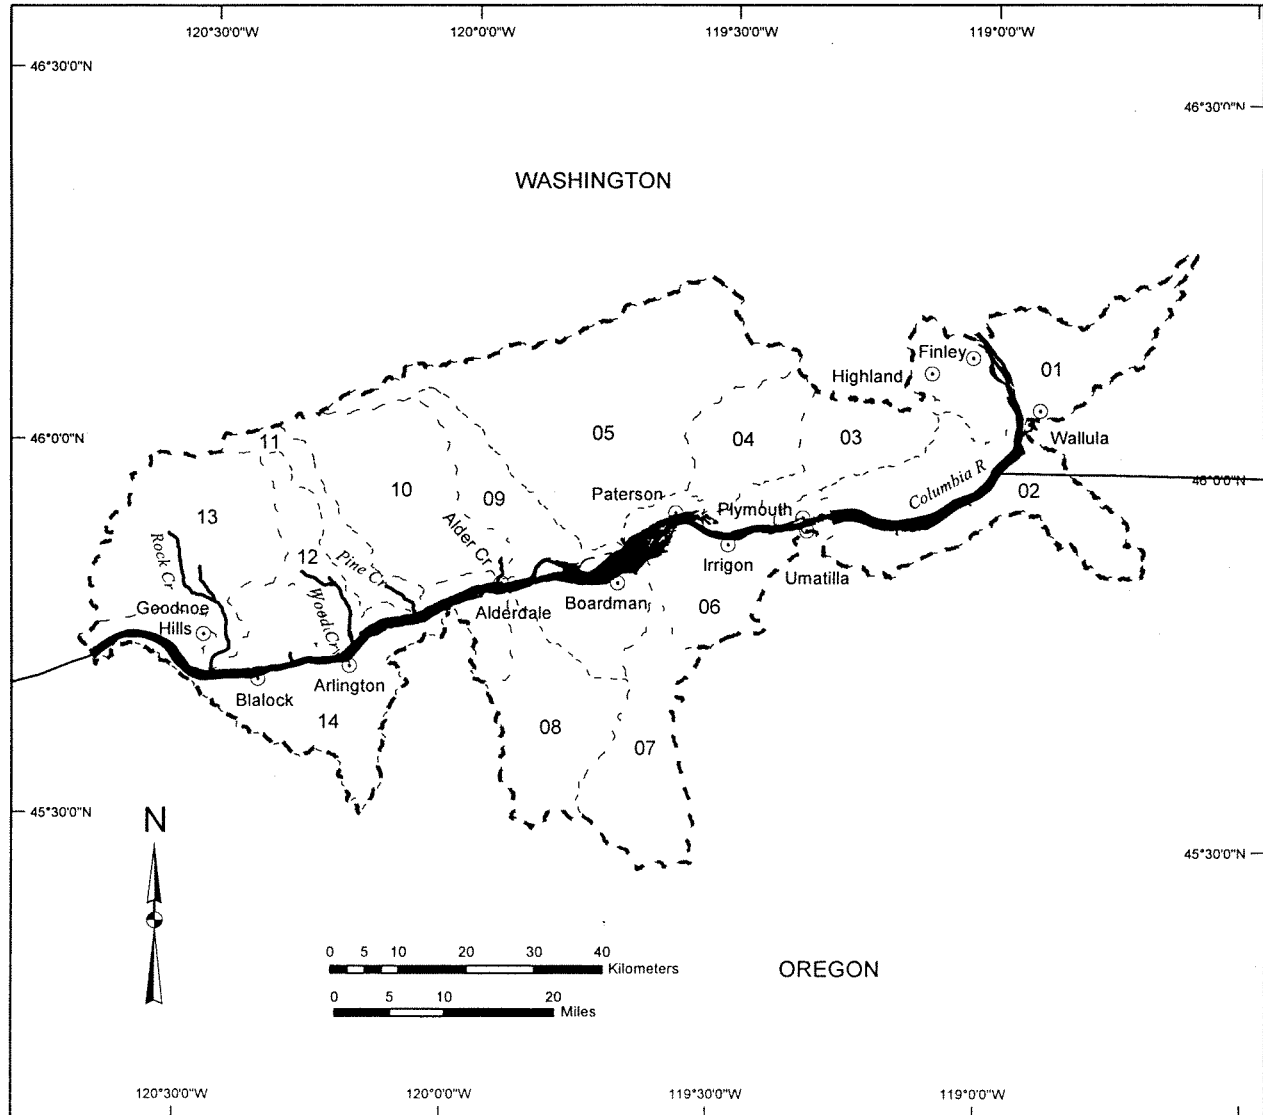 120°30'0"W 120°0'0"W 119°30'0"W 119°0'0"W
46°30'0"N
46°30'0"N
WASHINGTON
Finley
01
Highland
46°0'0"N
11
05
04
03
Wallula
46°0'0"N
10
09
Paterson
Columbia R
02
13
Plymouth
Alder Cr
Rock Cr
12
Pine Cr
Irrigon
Umatilla
Goodnoe
Hills
Alderdale
Boardman
06
Blalock
Arlington
14
08
07
45°30'0"N
N
45°30'0"N
0 5 10 20 30 40
Kilometers
OREGON
0 5 10 20
Miles
120°30'0"W 120°0'0"W 119°30'0"W 119°0'0"W